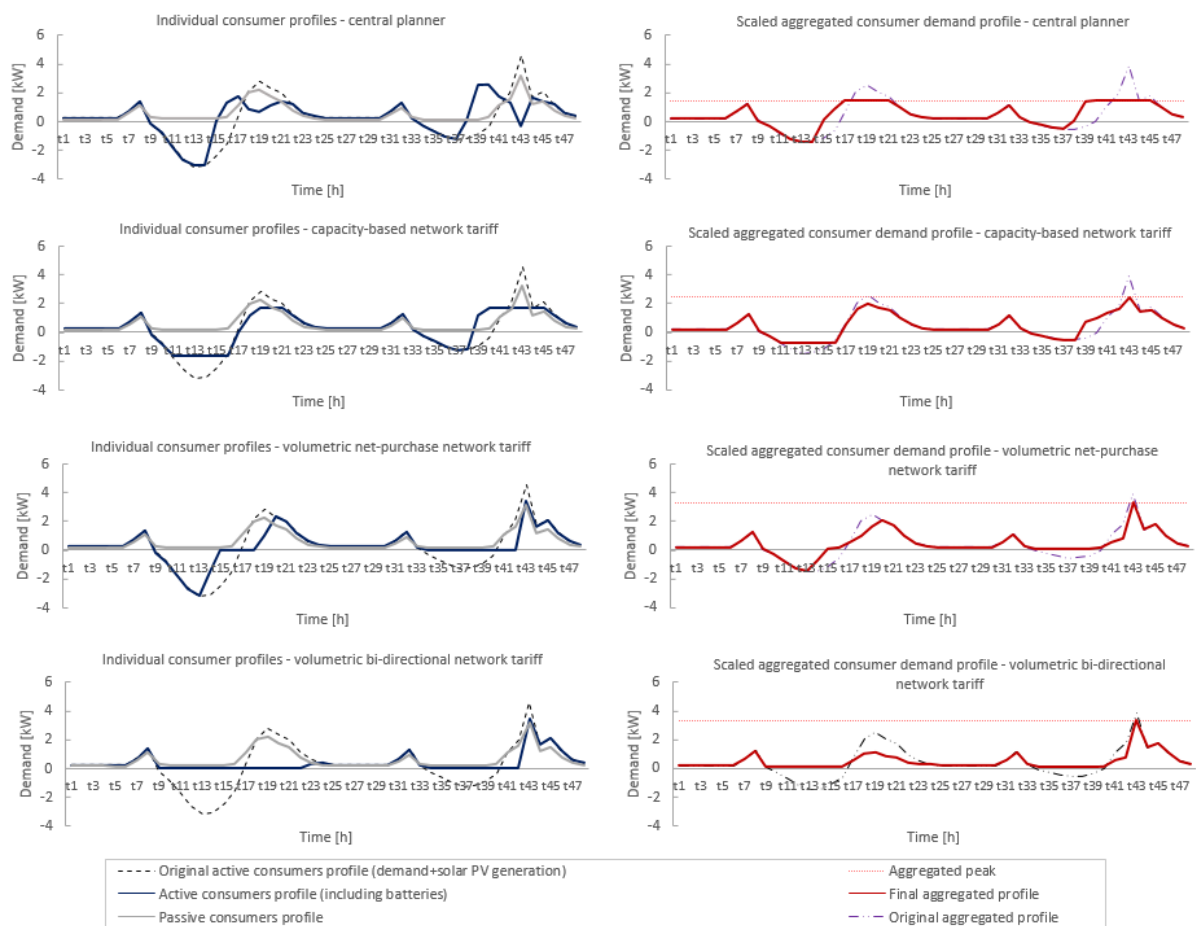 Individual consumer profiles - central planner
Demand [kW]
6
4
2
0
-2
-4
t1 t3 t5 t7 t9 t11 t13 t15 t17 t19 t21 t23 t25 t27 t29 t31 t33 t35 t37 t39 t41 t43 t45 t47
Time [h]
Scaled aggregated consumer demand profile - central planner
Demand [kW]
6
4
2
0
-2
-4
t1 t3 t5 t7 t9 t11 t13 t15 t17 t19 t21 t23 t25 t27 t29 t31 t33 t35 t37 t39 t41 t43 t45 t47
Time [h]
Individual consumer profiles - capacity-based network tariff
Demand [kW]
6
4
2
0
-2
-4
t1 t3 t5 t7 t9 t11 t13 t15 t17 t19 t21 t23 t25 t27 t29 t31 t33 t35 t37 t39 t41 t43 t45 t47
Time [h]
Scaled aggregated consumer demand profile - capacity-based network tariff
Demand [kW]
6
4
2
0
-2
-4
t1 t3 t5 t7 t9 t11 t13 t15 t17 t19 t21 t23 t25 t27 t29 t31 t33 t35 t37 t39 t41 t43 t45 t47
Time [h]
Individual consumer profiles - volumetric net-purchase network tariff
Demand [kW]
6
4
2
0
-2
-4
t1 t3 t5 t7 t9 t11 t13 t15 t17 t19 t21 t23 t25 t27 t29 t31 t33 t35 t37 t39 t41 t43 t45 t47
Time [h]
Scaled aggregated consumer demand profile - volumetric net-purchase
network tariff
Demand [kW]
6
4
2
0
-2
-4
t1 t3 t5 t7 t9 t11 t13 t15 t17 t19 t21 t23 t25 t27 t29 t31 t33 t35 t37 t39 t41 t43 t45 t47
Time [h]
Individual consumer profiles - volumetric bi-directional network tariff
Demand [kW]
6
4
2
0
-2
-4
t1 t3 t5 t7 t9 t11 t13 t15 t17 t19 t21 t23 t25 t27 t29 t31 t33 t35 t37 t39 t41 t43 t45 t47
Time [h]
Scaled aggregated consumer demand profile - volumetric bi-directional
network tariff
Demand [kW]
6
4
2
0
-2
-4
t1 t3 t5 t7 t9 t11 t13 t15 t17 t19 t21 t23 t25 t27 t29 t31 t33 t35 t37 t39 t41 t43 t45 t47
Time [h]
Original active consumers profile (demand+solar PV generation)
Active consumers profile (including batteries)
Passive consumers profile
Aggregated peak
Final aggregated profile
Original aggregated profile